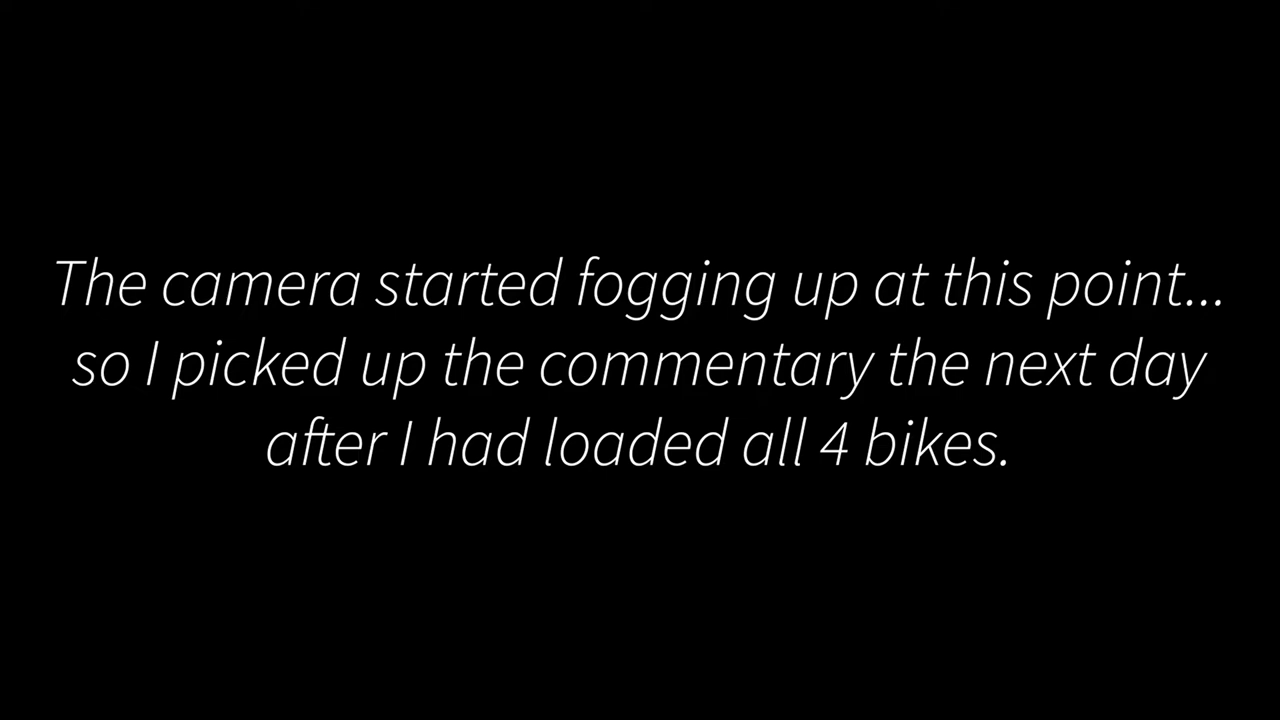 The camera started fogging up at this point...
so I picked up the commentary the next day
after I had loaded all 4 bikes.